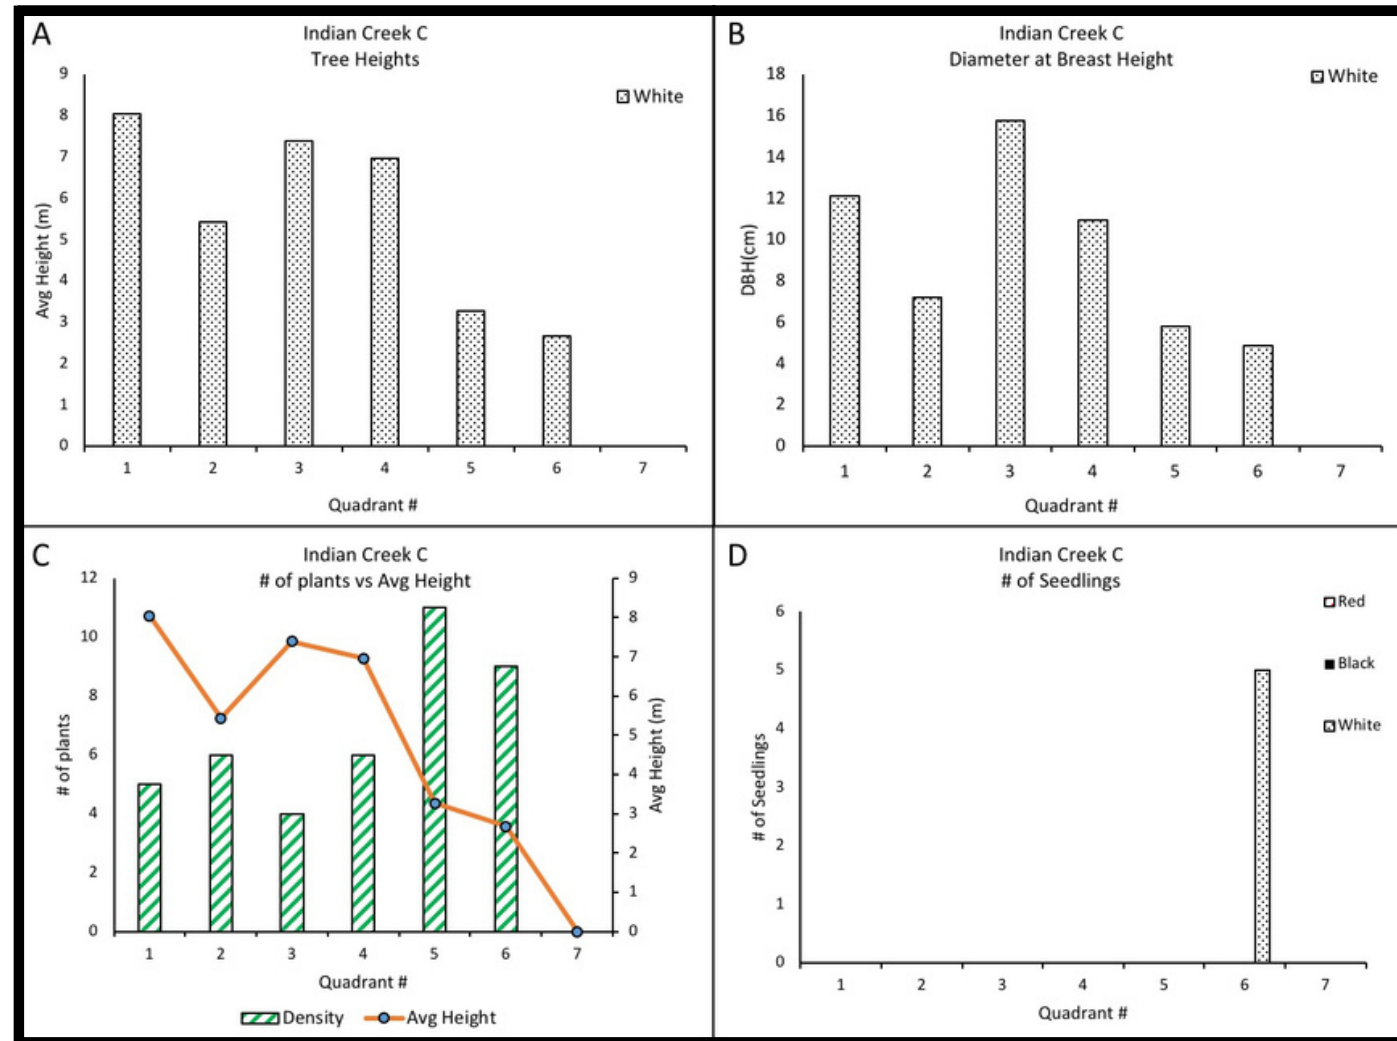 A
Indian Creek C
Tree Heights
White
9
8
7
6
5
4
3
2
1
0
Avg Height (m)
1 2 3 4 5 6 7
Quadrant #
B
Indian Creek C
Diameter at Breast Height
White
18
16
14
12
10
8
6
4
2
0
DBH(cm)
1 2 3 4 5 6 7
Quadrant #
C
Indian Creek C
# of plants vs Avg Height
12
10
8
6
4
2
0
# of plants
9
8
7
6
5
4
3
2
1
0
Avg Height (m)
1 2 3 4 5 6 7
Quadrant #
Density Avg Height
D
Indian Creek C
# of Seedlings
Red
Black
White
6
5
4
3
2
1
0
# of Seedlings
1 2 3 4 5 6 7
Quadrant #